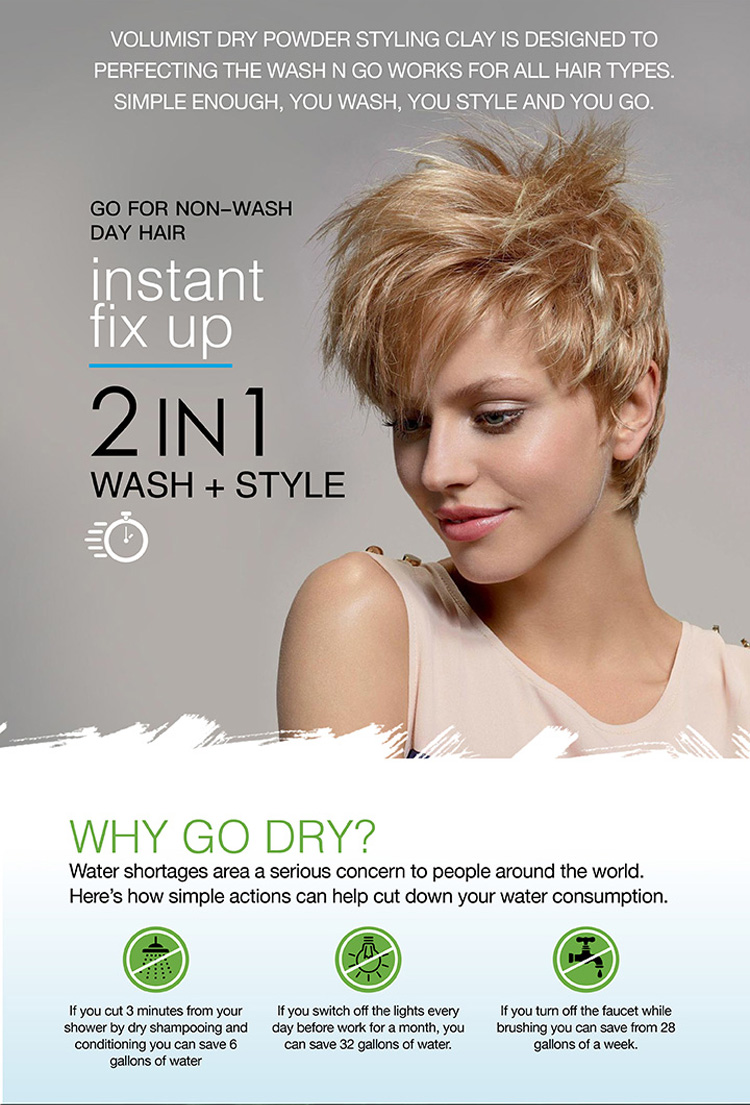 VOLUMIST DRY POWDER STYLING CLAY IS DESIGNED TO
PERFECTING THE WASH N GO WORKS FOR ALL HAIR TYPES.
SIMPLE ENOUGH, YOU WASH, YOU STYLE AND YOU GO.
GO FOR NON-WASH
DAY HAIR
instant
fix up
2 IN 1
WASH + STYLE
WHY GO DRY?
Water shortages area a serious concern to people around the world.
Here's how simple actions can help cut down your water consumption.
If you cut 3 minutes from your
shower by dry shampooing and
conditioning you can save 6
gallons of water
If you switch off the lights every
day before work for a month, you
can save 32 gallons of water.
If you turn off the faucet while
brushing you can save from 28
gallons of a week.